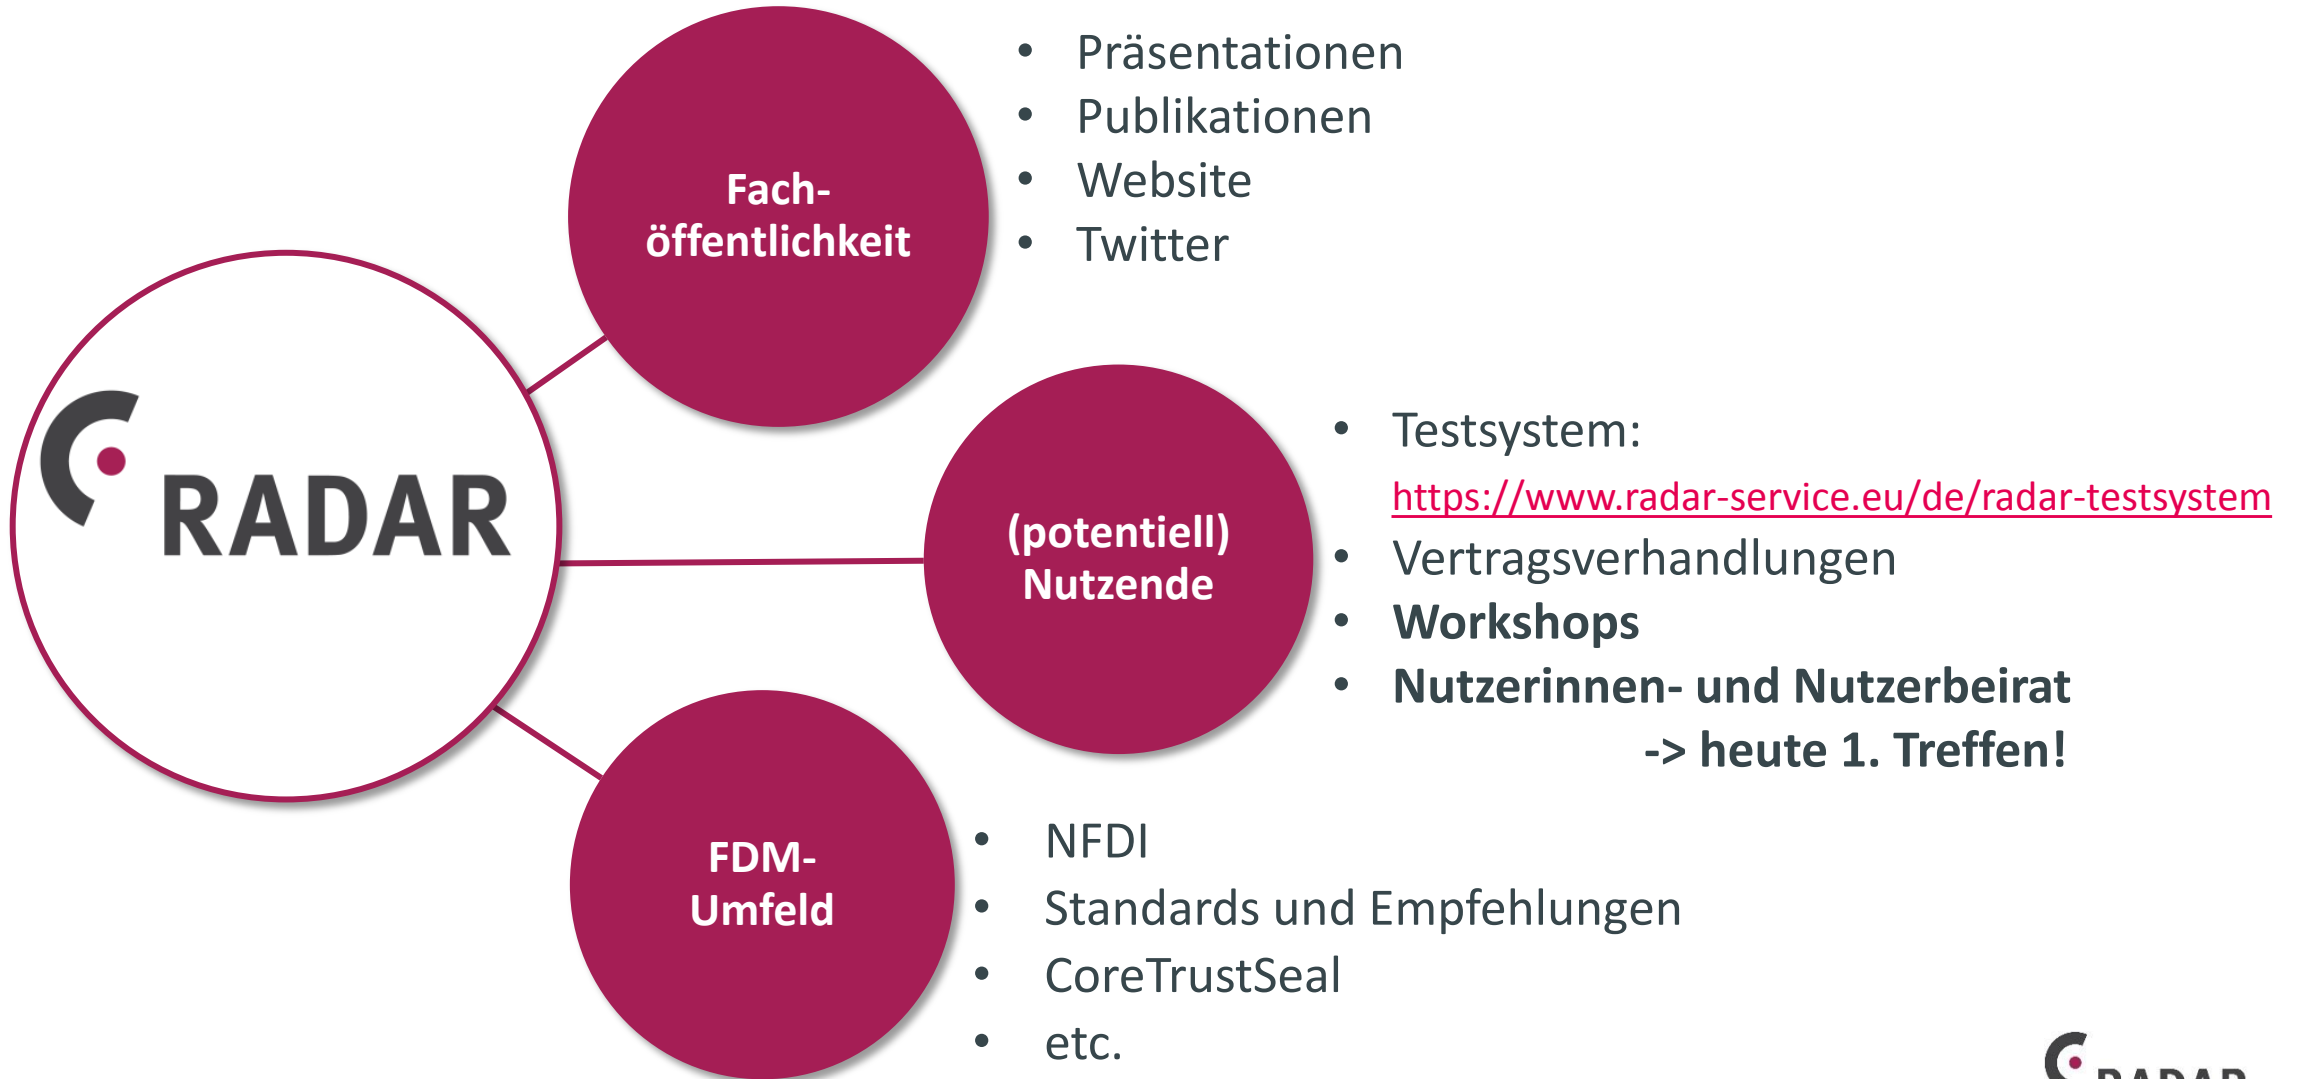 Fach-
öffentlichkeit
• Präsentationen
• Publikationen
• Website
• Twitter
RADAR
(potentiell)
Nutzende
• Testsystem:
https://www.radar-service.eu/de/radar-testsystem
• Vertragsverhandlungen
• Workshops
• Nutzerinnen- und Nutzerbeirat
-> heute 1. Treffen!
FDM-
Umfeld
• NFDI
• Standards und Empfehlungen
• CoreTrustSeal
• etc.
RADAR